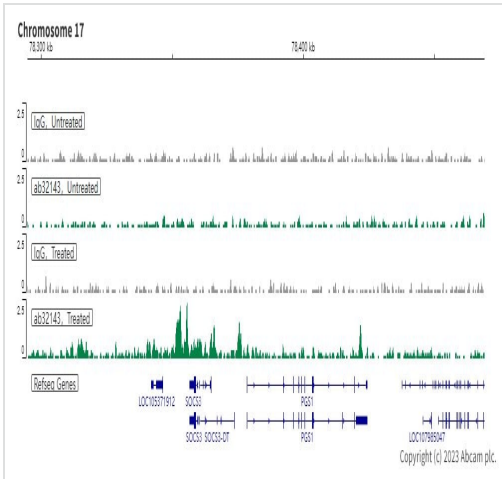 Chromosome 17
78,300 kb 78,400 kb
2.5
IgG, Untreated
0
2.5
ab32143, Untreated
0
2.5
IgG, Treated
0
2.5
ab32143, Treated
0
Refseq Genes
LOC105371912 SOCS3 PGS1
SOCS3 SOCS3-DT PGS1 LOC107985047
Copyright (c) 2023 Abcam plc.